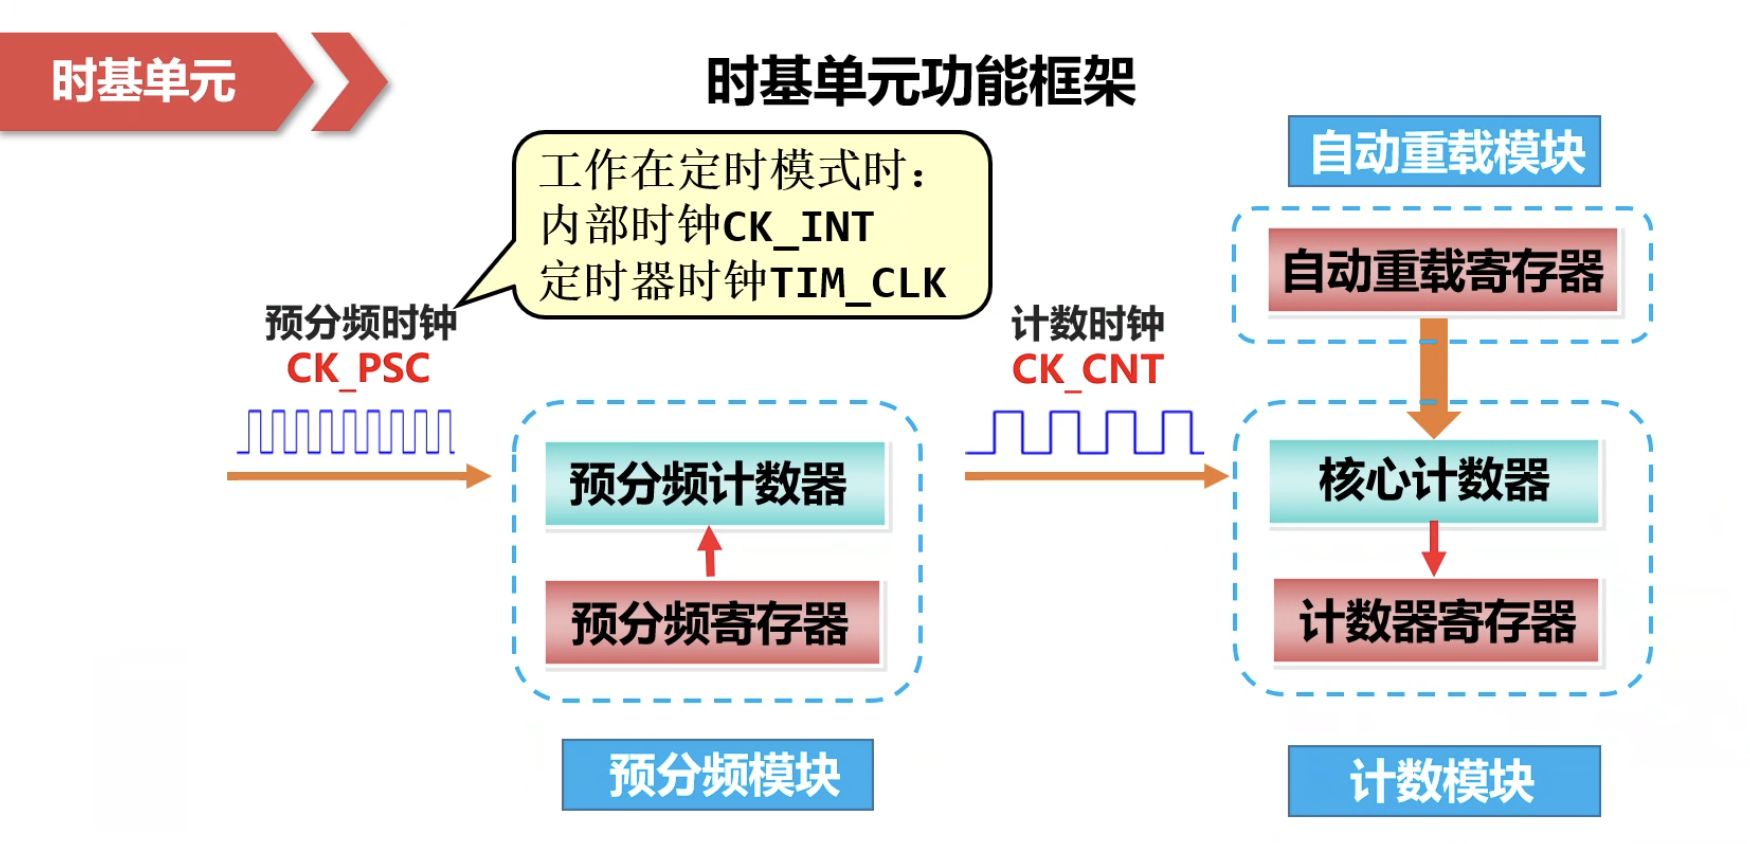 时基单元
时基单元功能框架
工作在定时模式时：
内部时钟CK_INT
定时器时钟TIM_CLK
预分频时钟
CK_PSC
计数时钟
CK_CNT
自动重载模块
自动重载寄存器
预分频计数器
预分频寄存器
预分频模块
核心计数器
计数器寄存器
计数模块